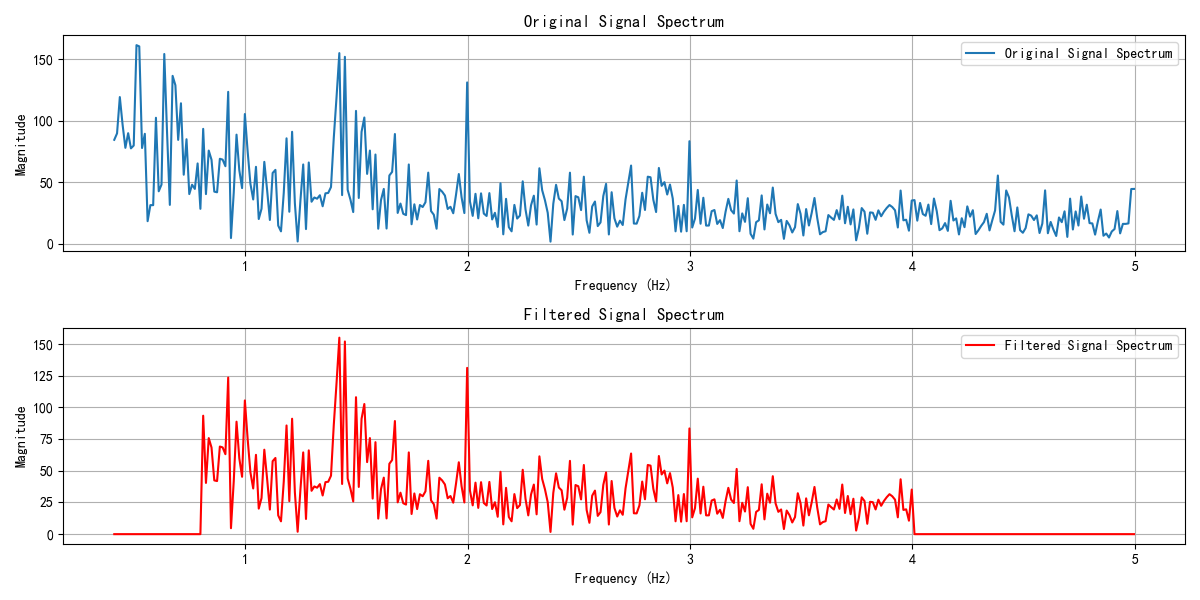 Original Signal Spectrum
Original Signal Spectrum
Magnitude
150
100
50
0
1 2 3 4 5
Frequency (Hz)
Filtered Signal Spectrum
Filtered Signal Spectrum
Magnitude
150
125
100
75
50
25
0
1 2 3 4 5
Frequency (Hz)